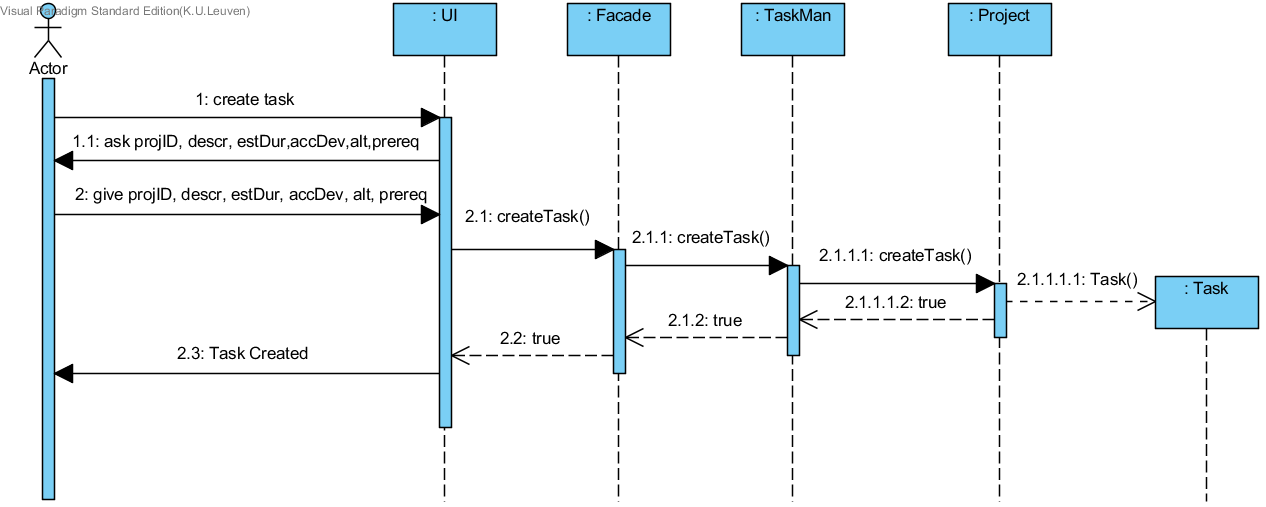 Visual Paradigm Standard Edition(K.U.Leuven)
: UI
: Facade
: TaskMan
: Project
Actor
1: create task
1.1: ask projID, descr, estDur,accDev,alt,prereq
2: give projID, descr, estDur, accDev, alt, prereq
2.1: createTask()
2.1.1: createTask()
2.1.1.1: createTask()
2.1.1.1.1: Task()
: Task
2.1.1.1.2: true
2.1.2: true
2.2: true
2.3: Task Created